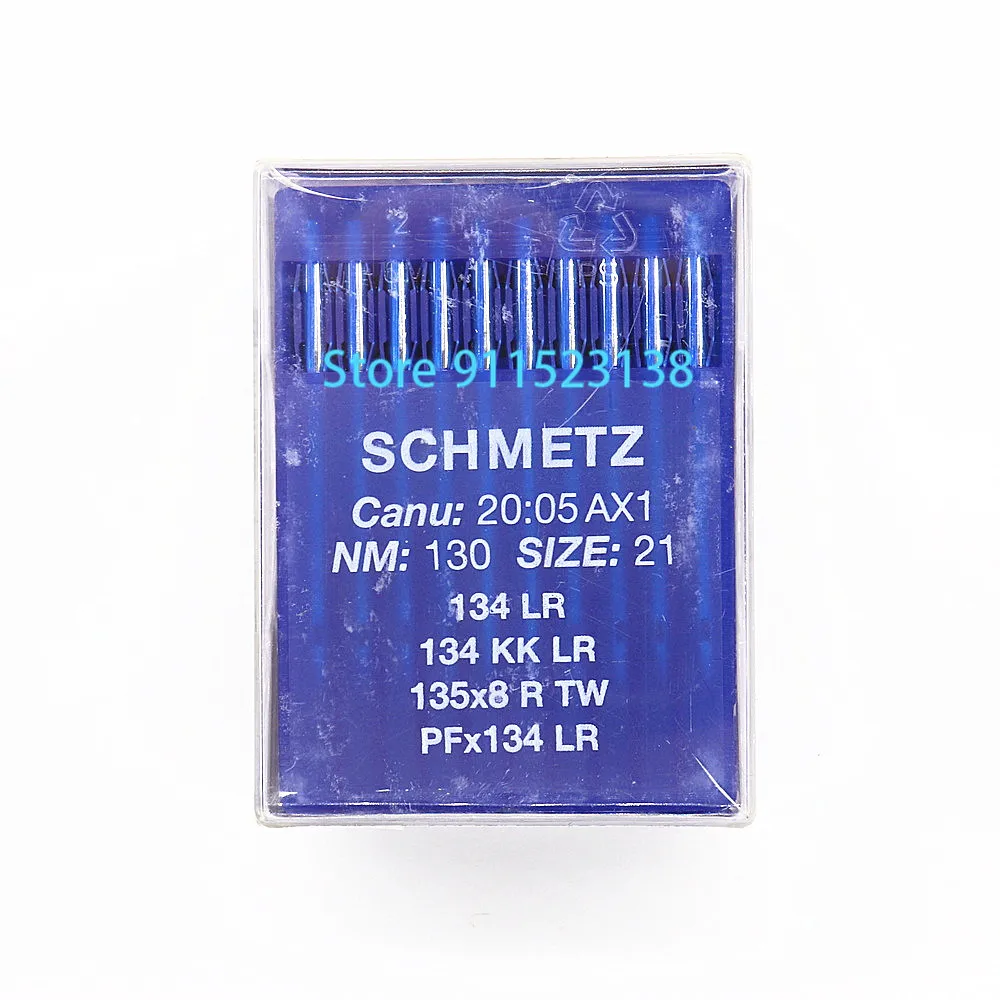 PS
Store 911523138
SCHMETZ
Canu: 20:05 AX1
NM: 130 SIZE: 21
134 LR
134 KK LR
135x8 R TW
PFx134 LR